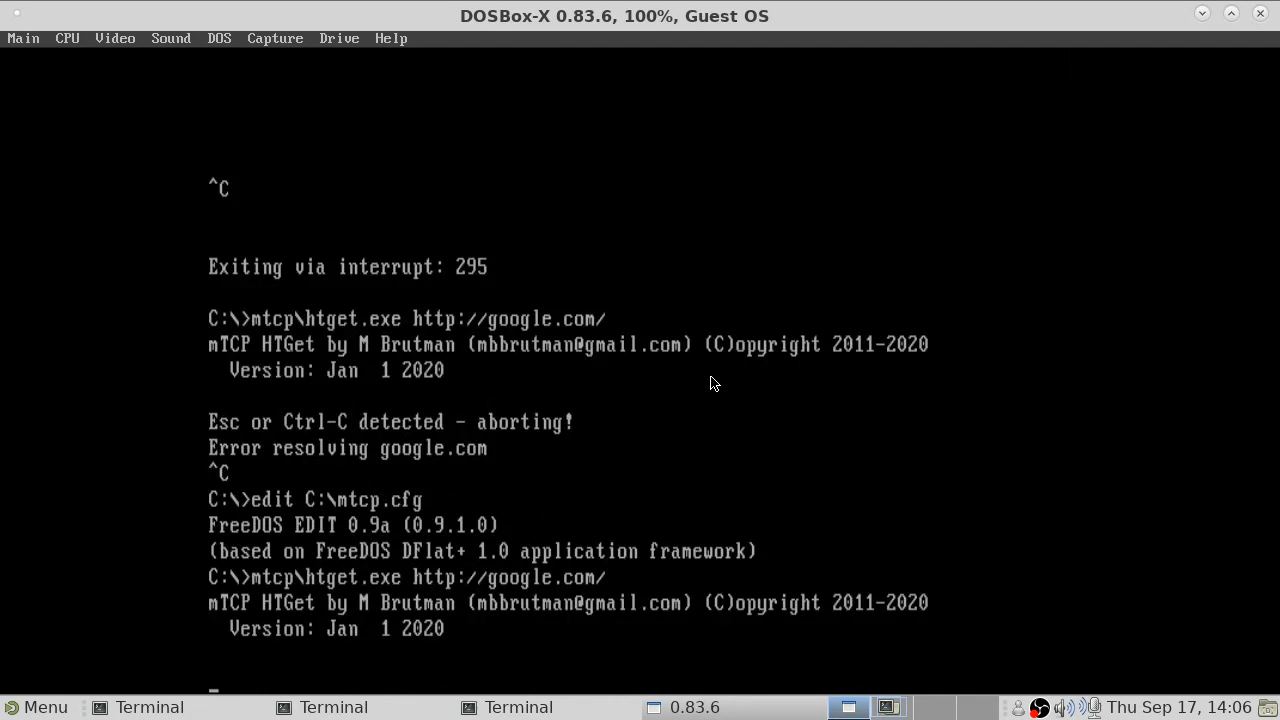 DOSBox-X 0.83.6, 100%, Guest OS
Main CPU Video Sound DOS Capture Drive Help
^C
Exiting via interrupt: 295
C:\>mtcp\htget.exe http://google.com/
mTCP HTGet by M Brutman (mbbrutman@gmail.com) (C)opyright 2011-2020
Version: Jan  1 2020
Esc or Ctrl-C detected - aborting!
Error resolving google.com
^C
C:\>edit C:\mtcp.cfg
FreeDOS EDIT 0.9a (0.9.1.0)
(based on FreeDOS DFlat+ 1.0 application framework)
C:\>mtcp\htget.exe http://google.com/
mTCP HTGet by M Brutman (mbbrutman@gmail.com) (C)opyright 2011-2020
Version: Jan  1 2020
Menu Terminal Terminal Terminal 0.83.6 Thu Sep 17, 14:06